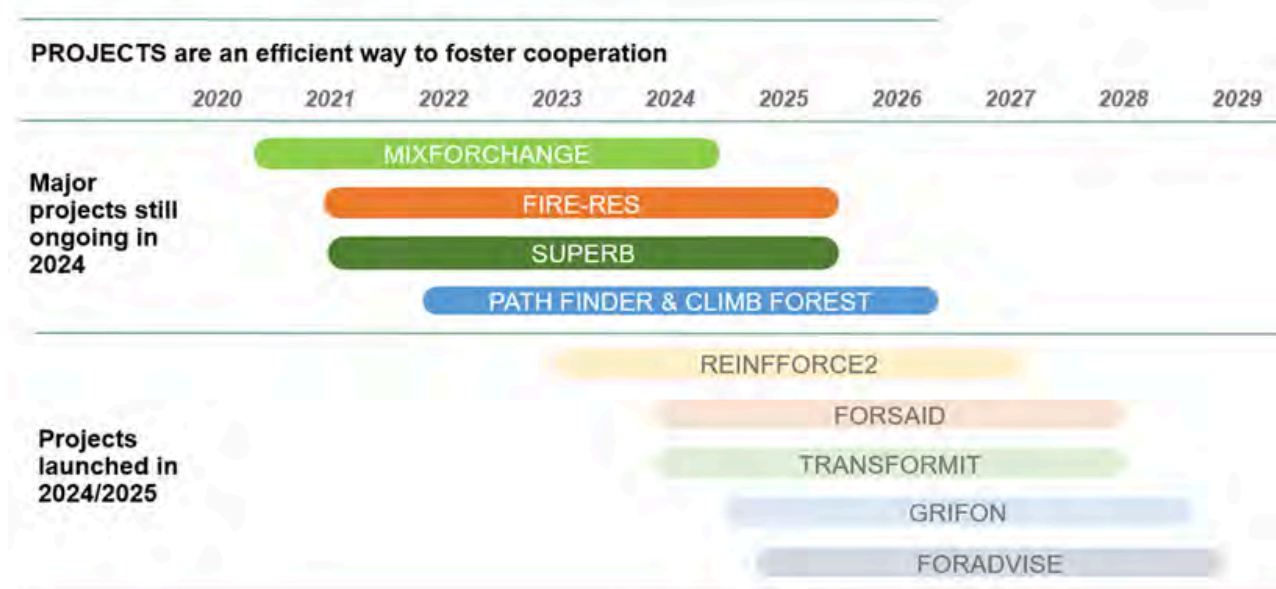 PROJECTS are an efficient way to foster cooperation
2020 2021 2022 2023 2024 2025 2026 2027 2028 2029
Major
projects still
ongoing in
2024
MIXFORCHANGE
FIRE-RES
SUPERB
PATH FINDER & CLIMB FOREST
Projects
launched in
2024/2025
REINFFORCE2
FORSAID
TRANSFORMIT
GRIFON
FORADVISE